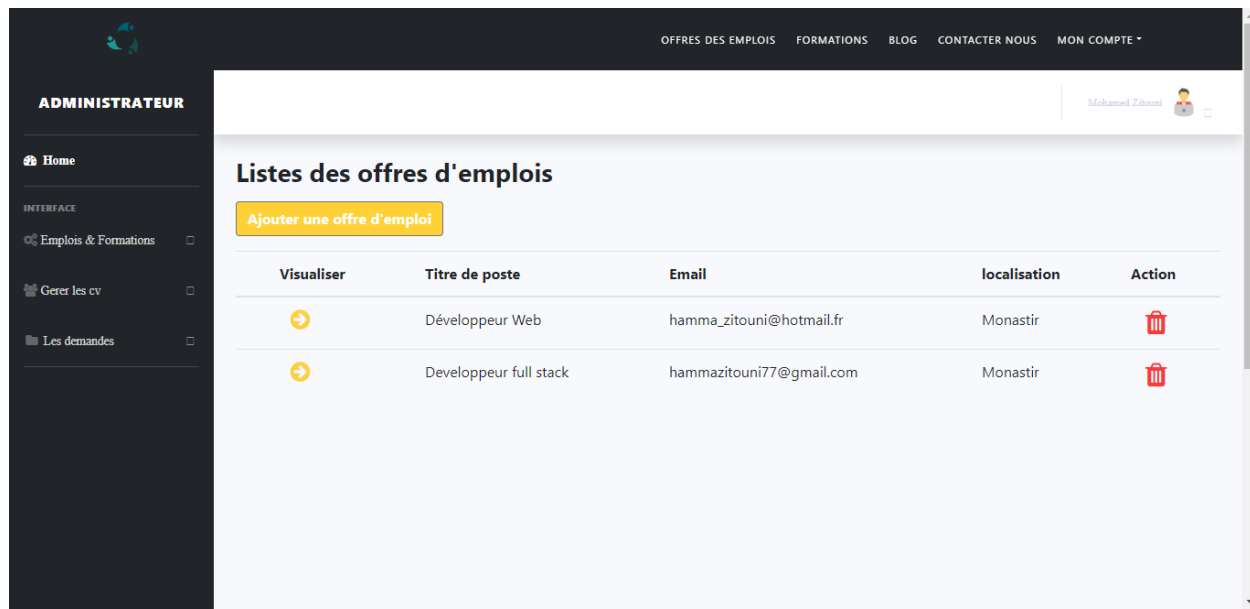 OFFRES DES EMPLOIS FORMATIONS BLOG CONTACTER NOUS MON COMPTE
ADMINISTRATEUR
Mohamed Zitouni
Home
INTERFACE
Emplois & Formations
Gerer les cv
Les demandes
Listes des offres d'emplois
Ajouter une offre d'emploi
Visualiser Titre de poste Email localisation Action
Développeur Web hamma_zitouni@hotmail.fr Monastir
Developpeur full stack hammazitouni77@gmail.com Monastir